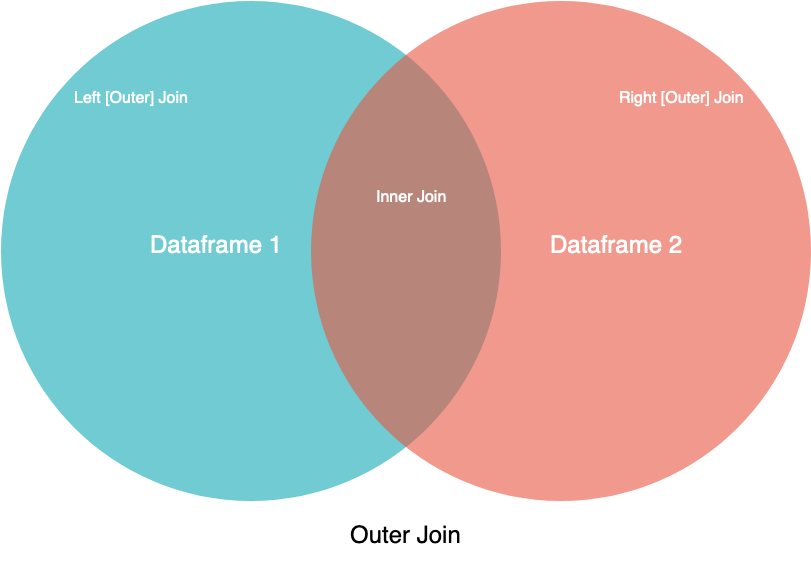 Left [Outer] Join
Right [Outer] Join
Inner Join
Dataframe 1
Dataframe 2
Outer Join